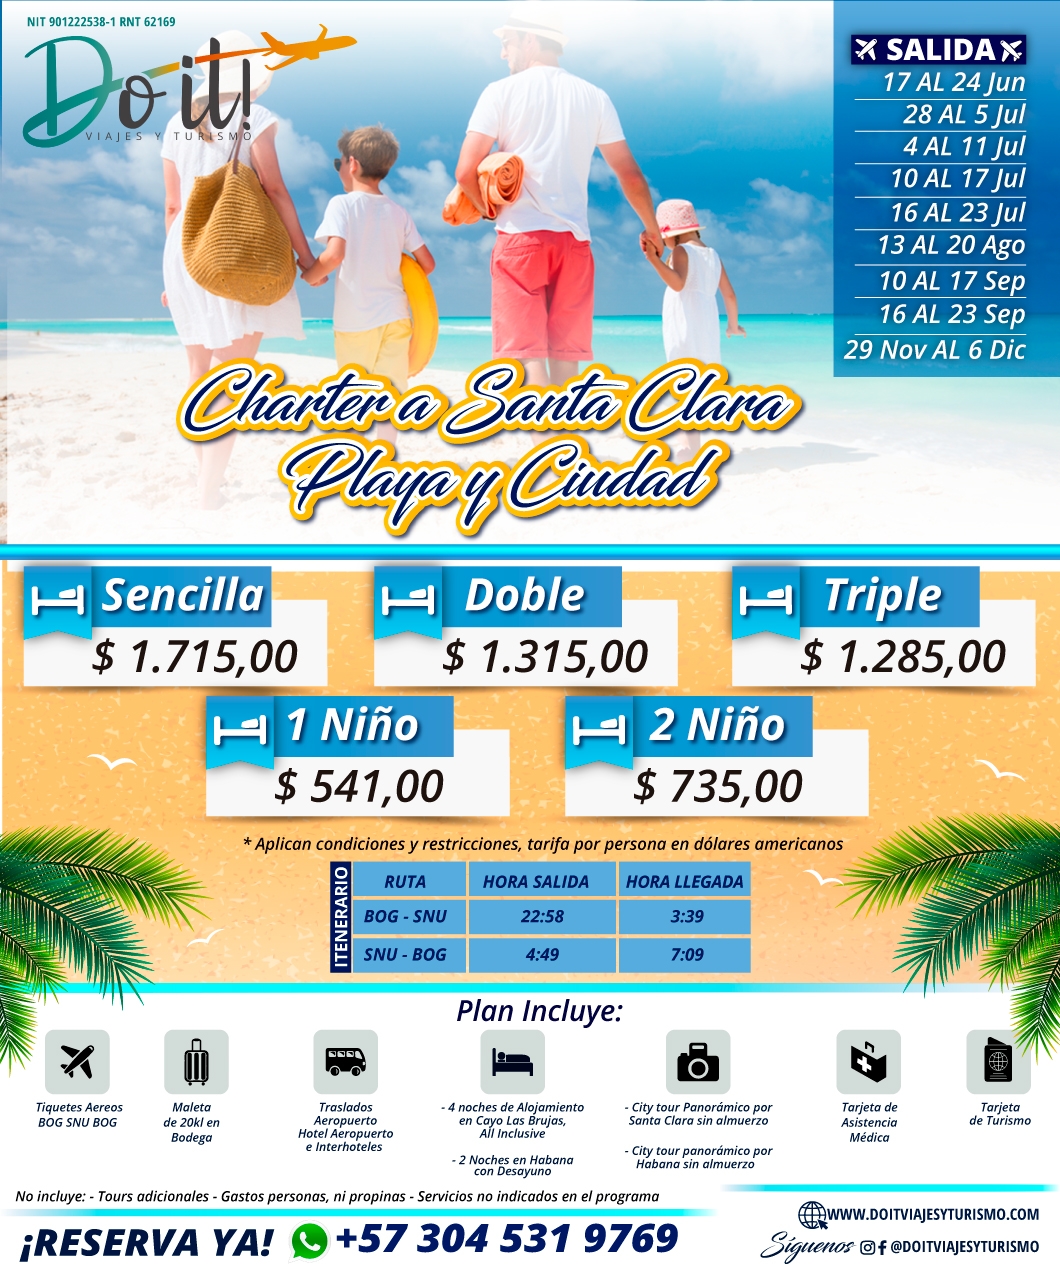 NIT 901222538-1 RNT 62169
Do it!
VIAJES Y TURISMO
SALIDA
17 AL 24 Jun
28 AL 5 Jul
4 AL 11 Jul
10 AL 17 Jul
16 AL 23 Jul
13 AL 20 Ago
10 AL 17 Sep
16 AL 23 Sep
29 Nov AL 6 Dic
Charter a Santa Clara
Playa y Ciudad
Sencilla
$ 1.715,00
Doble
$ 1.315,00
Triple
$ 1.285,00
1 Niño
$ 541,00
2 Niño
$ 735,00
* Aplican condiciones y restricciones, tarifa por persona en dólares americanos
ITENERARIO
RUTA HORA SALIDA HORA LLEGADA
BOG - SNU 22:58 3:39
SNU - BOG 4:49 7:09
Plan Incluye:
Tiquetes Aereos
BOG SNU BOG
Maleta
de 20kl en
Bodega
Traslados
Aeropuerto
Hotel Aeropuerto
e Interhoteles
- 4 noches de Alojamiento
en Cayo Las Brujas,
All Inclusive
- 2 Noches en Habana
con Desayuno
- City tour Panorámico por
Santa Clara sin almuerzo
- City tour panorámico por
Habana sin almuerzo
Tarjeta de
Asistencia
Médica
Tarjeta
de Turismo
No incluye: - Tours adicionales - Gastos personas, ni propinas - Servicios no indicados en el programa
¡RESERVA YA! +57 304 531 9769
WWW.DOITVIAJESYTURISMO.COM
Síguenos @DOITVIAJESYTURISMO